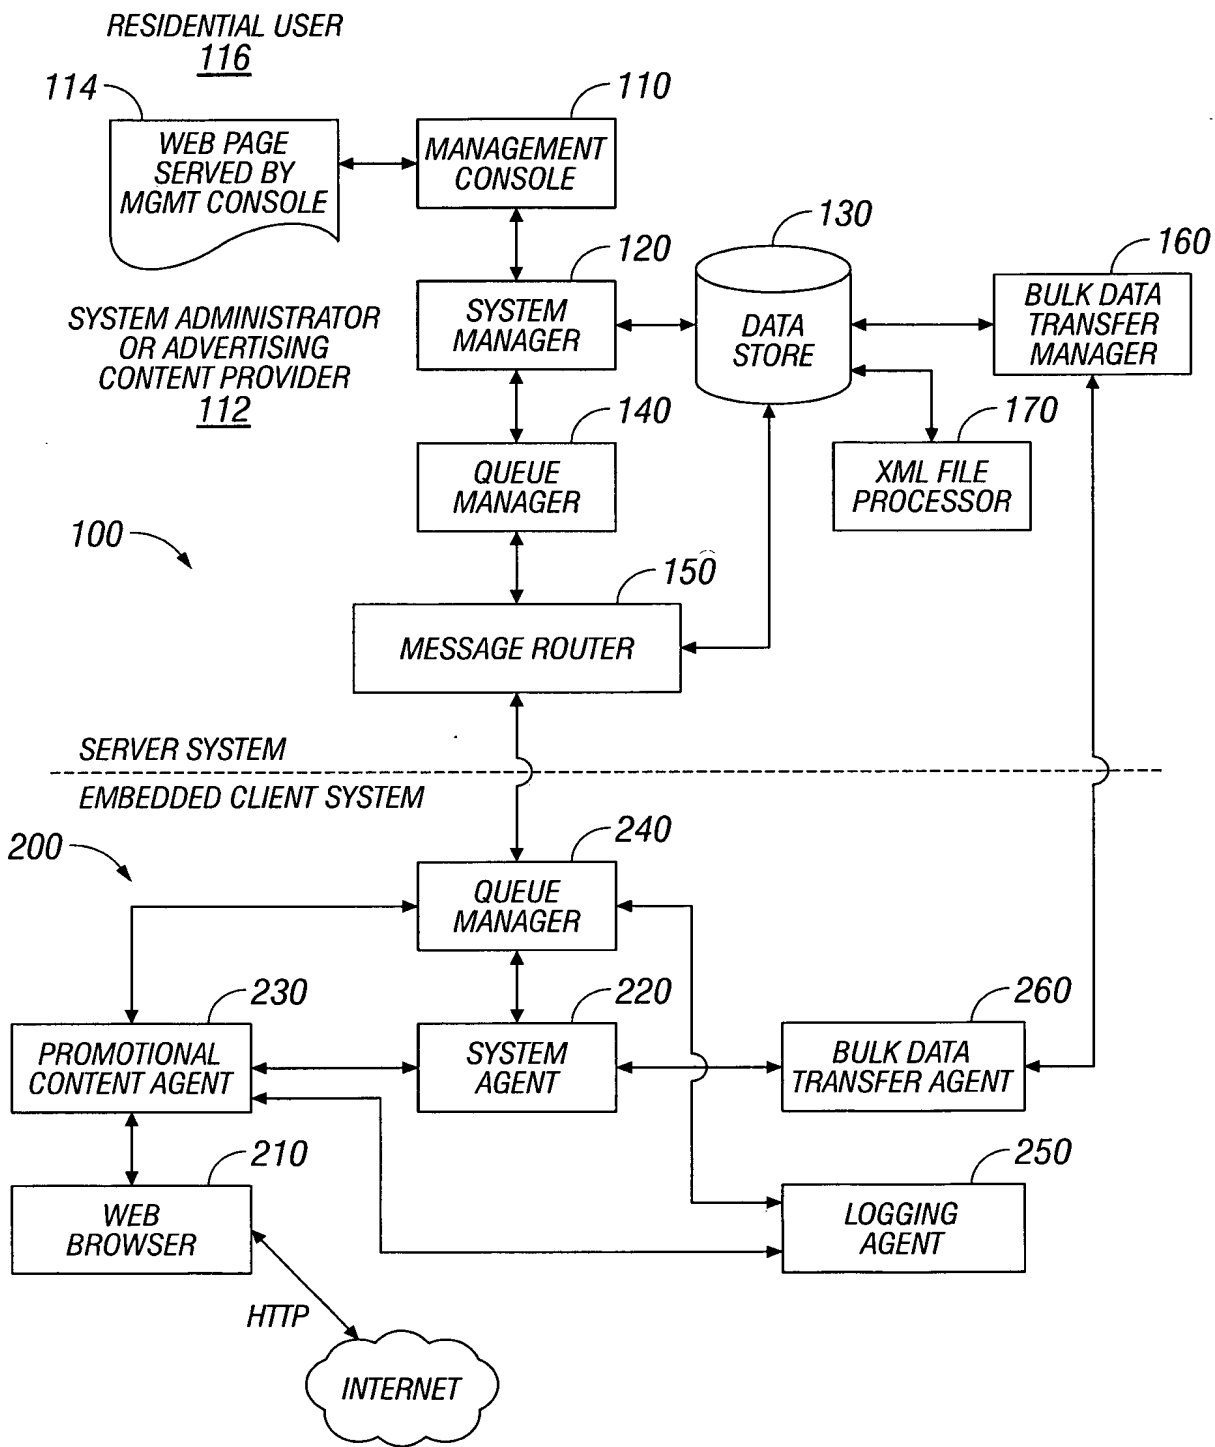 RESIDENTIAL USER
116
114
110
WEB PAGE
SERVED BY
MGMT CONSOLE
MANAGEMENT
CONSOLE
130
160
120
SYSTEM ADMINISTRATOR
OR ADVERTISING
CONTENT PROVIDER
112
SYSTEM
MANAGER
DATA
STORE
BULK DATA
TRANSFER
MANAGER
140
170
QUEUE
MANAGER
XML FILE
PROCESSOR
100
150
MESSAGE ROUTER
SERVER SYSTEM
EMBEDDED CLIENT SYSTEM
200
240
QUEUE
MANAGER
230
220
260
PROMOTIONAL
CONTENT AGENT
SYSTEM
AGENT
BULK DATA
TRANSFER AGENT
210
250
WEB
BROWSER
LOGGING
AGENT
HTTP
INTERNET